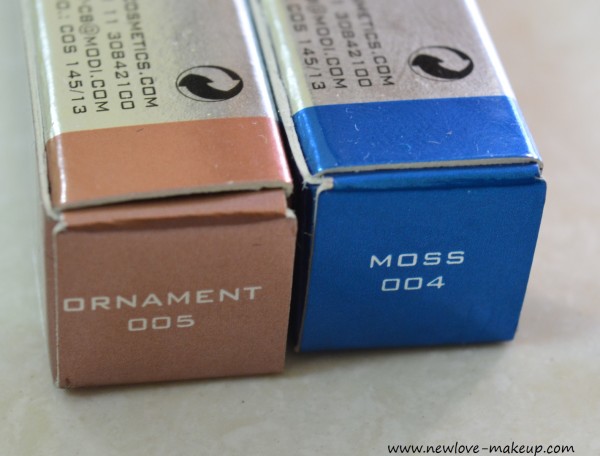 COSMETICS.COM
11 30842100
CB@MODI.COM
O.: COS 145/13
COSMETICS.COM
11 30842100
@MODI.COM
COS 145/13
ORNAMENT
005
MOSS
004
www.newlove-makeup.com